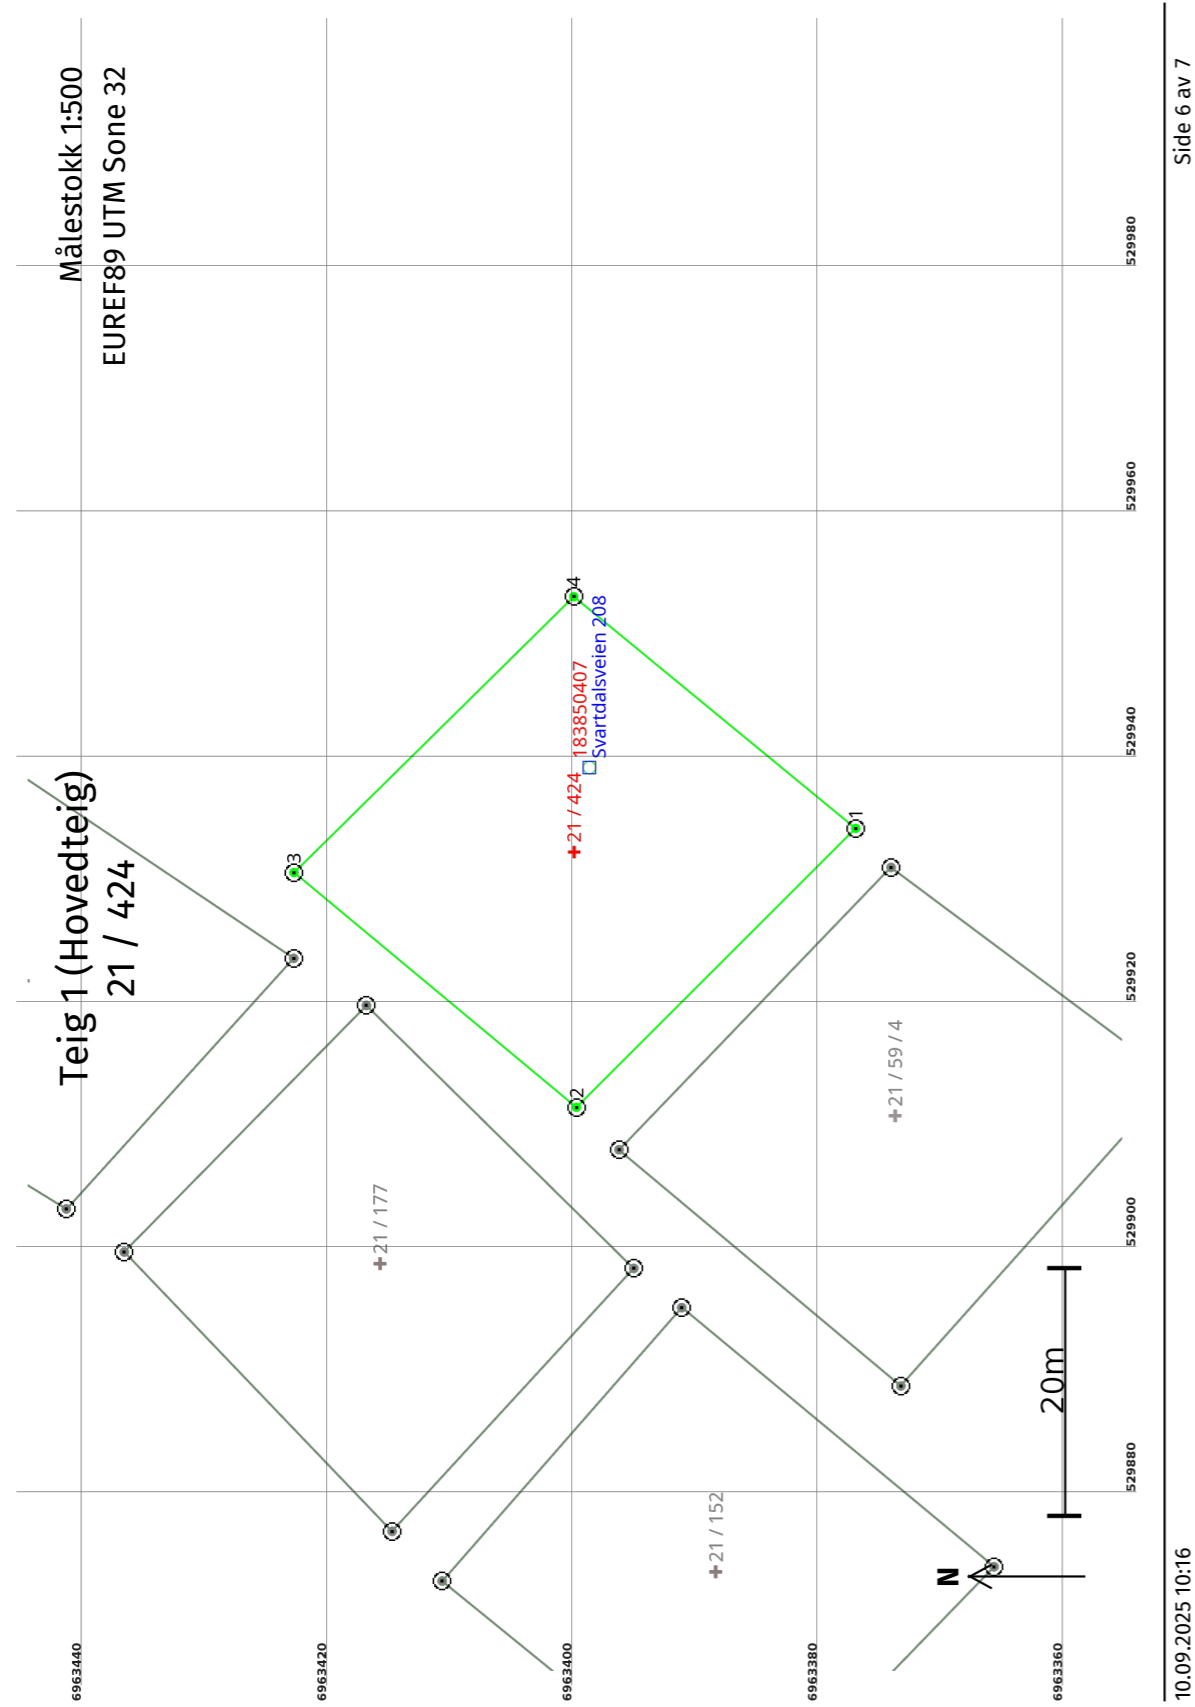 Teig 1 (Hovedteig)
21 / 424
Målestokk 1:500
EUREF89 UTM Sone 32
6963440
6963420
6963400
6963380
6963360
529880
529900
529920
529940
529960
529980
3
4
1
2
21 / 424
183850407
Svartdalsveien 208
21 / 177
21 / 59 / 4
21 / 152
20m
N
10.09.2025 10:16
Side 6 av 7